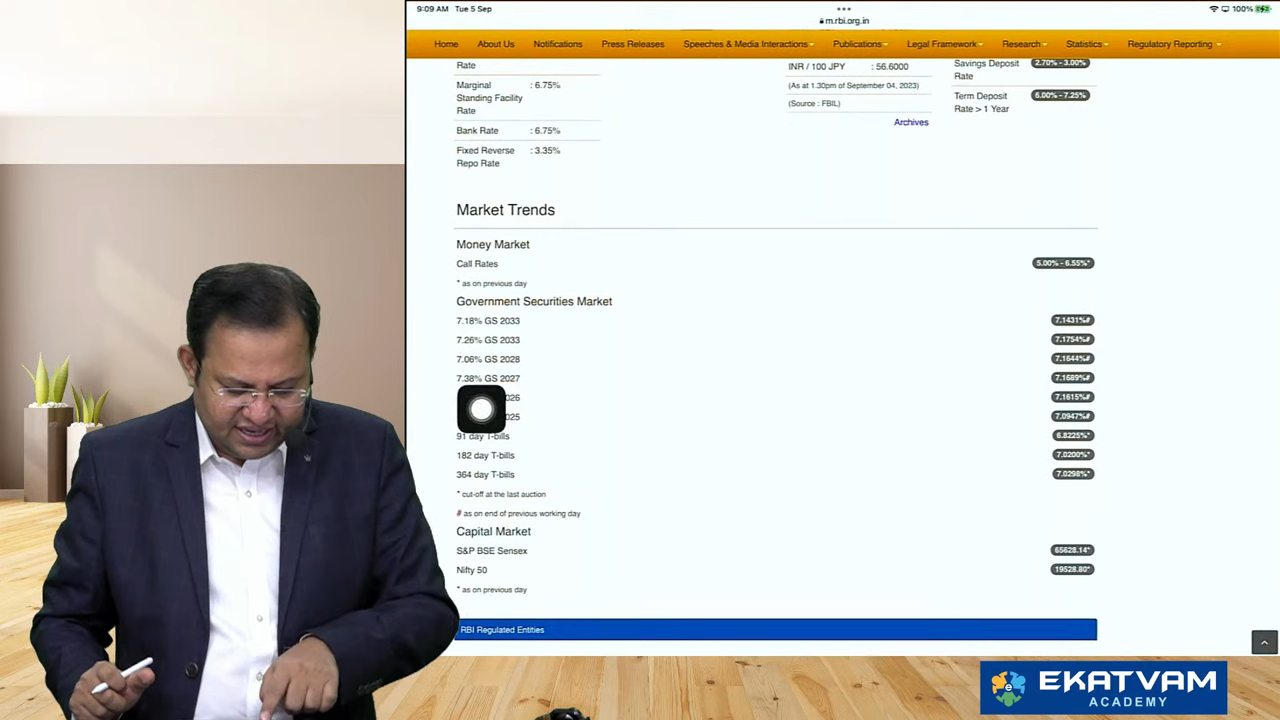 9:09 AM Tue 5 Sep
100%
m.rbi.org.in
Home About Us Notifications Press Releases Speeches & Media Interactions Publications Legal Framework Research Statistics Regulatory Reporting
Rate
Marginal Standing Facility Rate : 6.75%
Bank Rate : 6.75%
Fixed Reverse Repo Rate : 3.35%
INR / 100 JPY : 56.6000
(As at 1.30pm of September 04, 2023)
(Source : FBIL)
Archives
Savings Deposit Rate 2.70% - 3.00%
Term Deposit Rate > 1 Year 6.00% - 7.25%
Market Trends
Money Market
Call Rates 5.00% - 6.55%*
* as on previous day
Government Securities Market
7.18% GS 2033 7.1431%#
7.26% GS 2033 7.1754%#
7.06% GS 2028 7.1644%#
7.38% GS 2027 7.1689%#
026 7.1615%#
025 7.0947%#
91 day T-bills 6.8225%*
182 day T-bills 7.0200%*
364 day T-bills 7.0298%*
* cut-off at the last auction
# as on end of previous working day
Capital Market
S&P BSE Sensex 65628.14*
Nifty 50 19528.80*
* as on previous day
RBI Regulated Entities
EKATVAM
ACADEMY